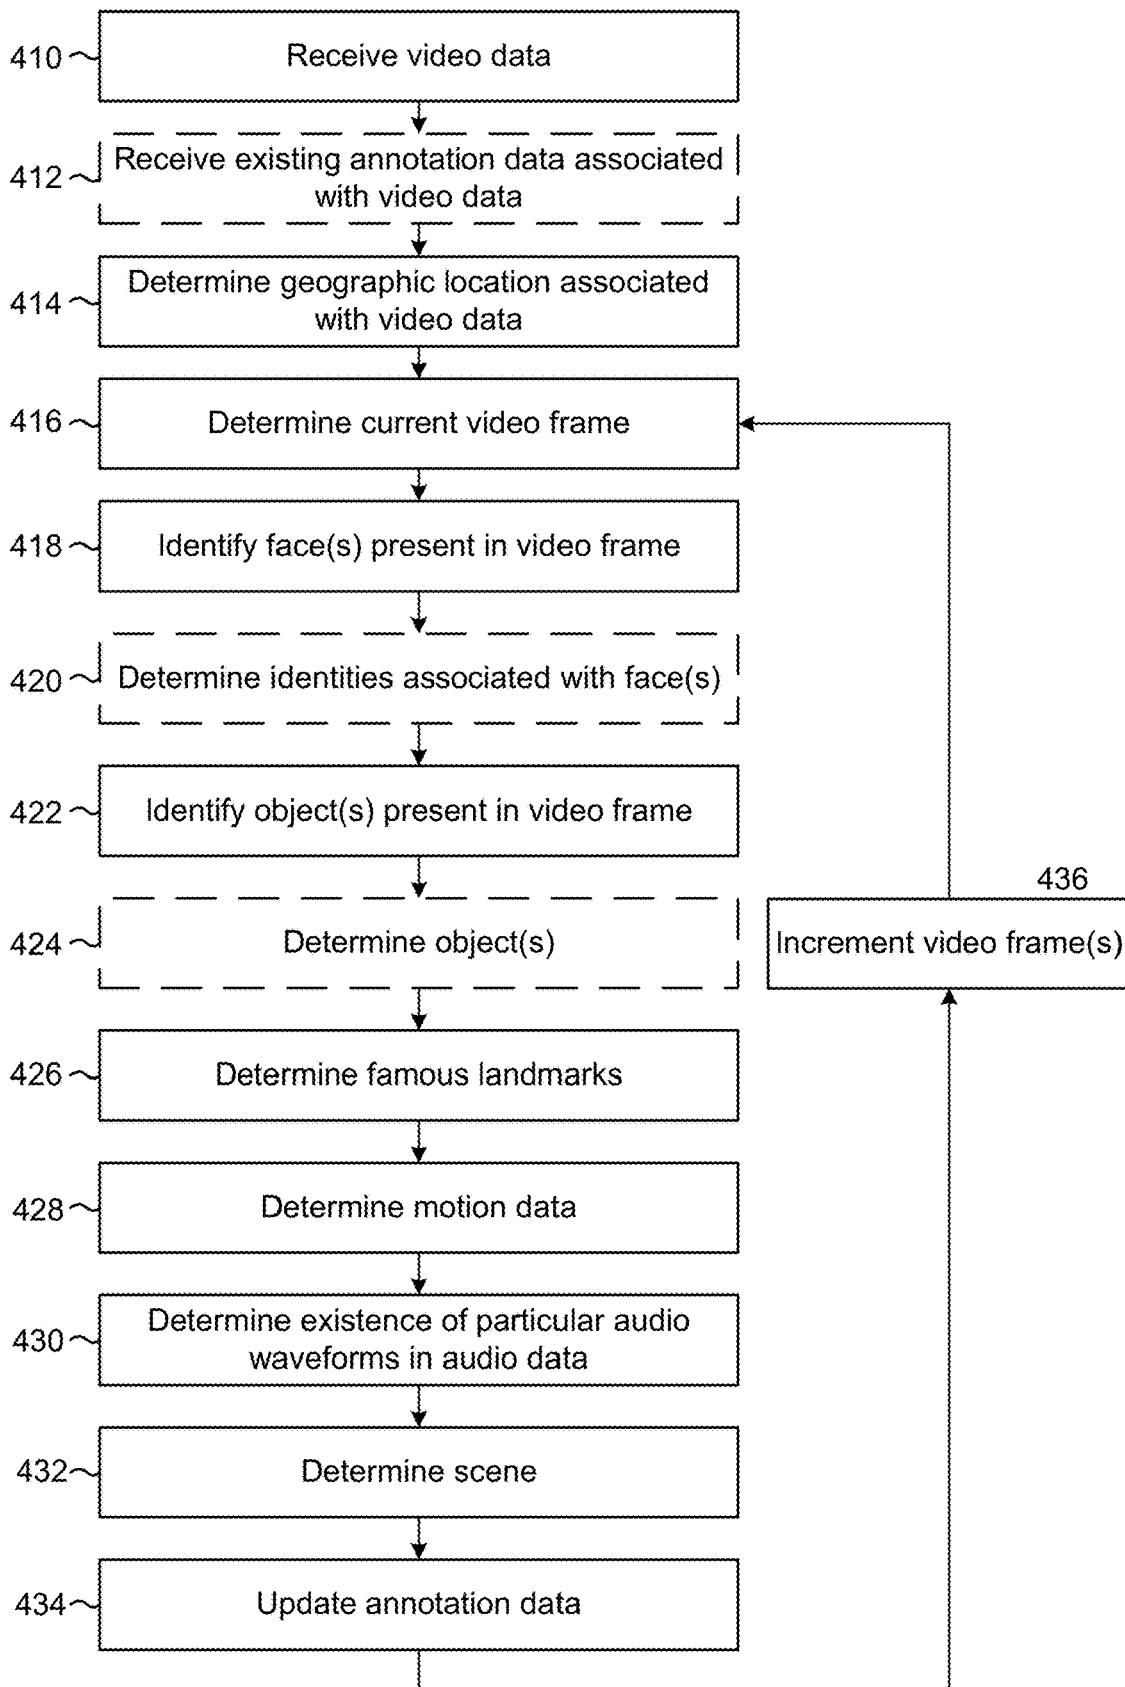 410
Receive video data
412
Receive existing annotation data associated
with video data
414
Determine geographic location associated
with video data
416
Determine current video frame
418
Identify face(s) present in video frame
420
Determine identities associated with face(s)
422
Identify object(s) present in video frame
424
Determine object(s)
436
Increment video frame(s)
426
Determine famous landmarks
428
Determine motion data
430
Determine existence of particular audio
waveforms in audio data
432
Determine scene
434
Update annotation data